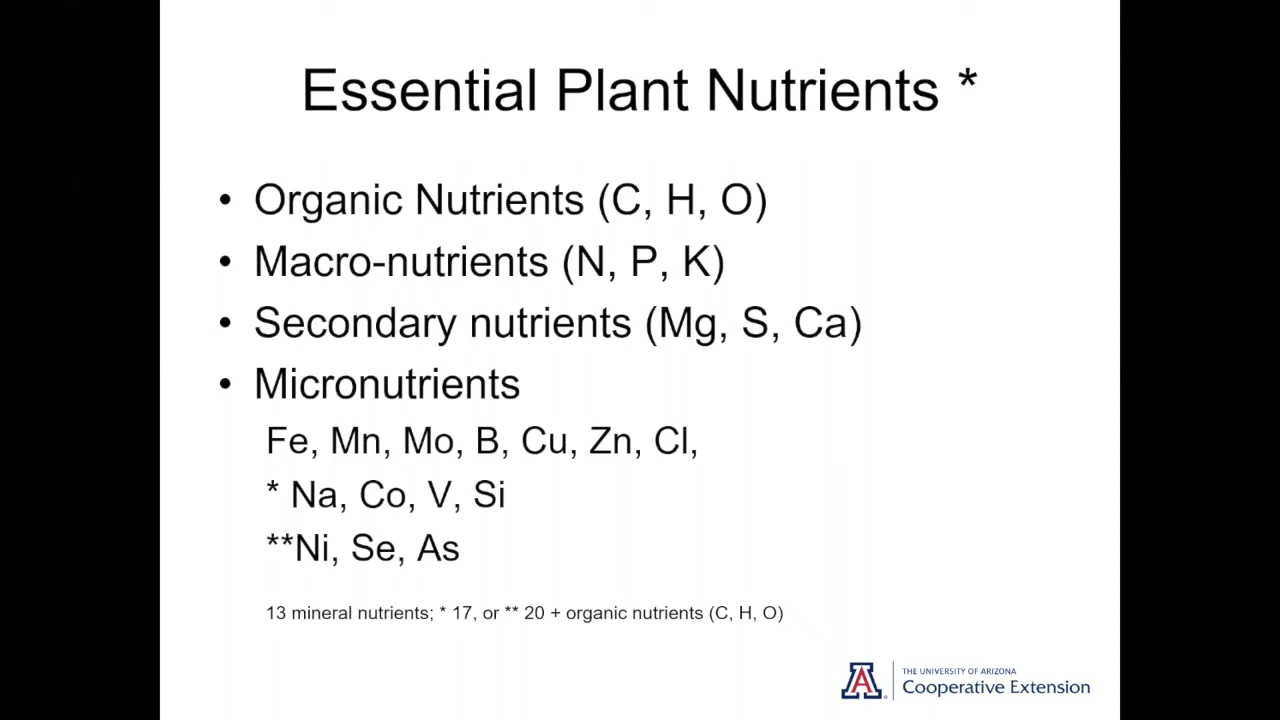 Essential Plant Nutrients *
• Organic Nutrients (C, H, O)
• Macro-nutrients (N, P, K)
• Secondary nutrients (Mg, S, Ca)
• Micronutrients
Fe, Mn, Mo, B, Cu, Zn, Cl,
* Na, Co, V, Si
**Ni, Se, As
13 mineral nutrients; * 17, or ** 20 + organic nutrients (C, H, O)
A
THE UNIVERSITY OF ARIZONA
Cooperative Extension